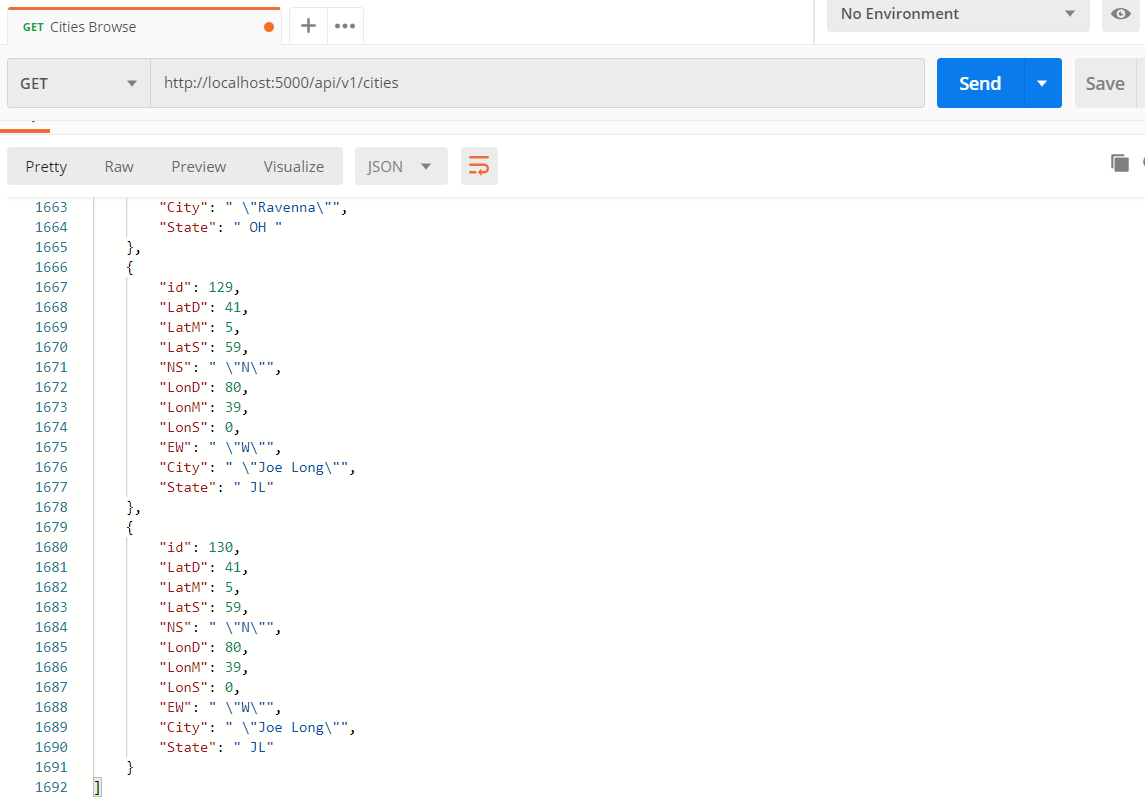 GET Cities Browse
No Environment
GET http://localhost:5000/api/v1/cities Send Save
Pretty Raw Preview Visualize JSON
1663 "City": " \"Ravenna\"",
1664 "State": " OH "
1665 },
1666 {
1667 "id": 129,
1668 "LatD": 41,
1669 "LatM": 5,
1670 "LatS": 59,
1671 "NS": " \"N\"",
1672 "LonD": 80,
1673 "LonM": 39,
1674 "LonS": 0,
1675 "EW": " \"W\"",
1676 "City": " \"Joe Long\"",
1677 "State": " JL"
1678 },
1679 {
1680 "id": 130,
1681 "LatD": 41,
1682 "LatM": 5,
1683 "LatS": 59,
1684 "NS": " \"N\"",
1685 "LonD": 80,
1686 "LonM": 39,
1687 "LonS": 0,
1688 "EW": " \"W\"",
1689 "City": " \"Joe Long\"",
1690 "State": " JL"
1691 }
1692 ]